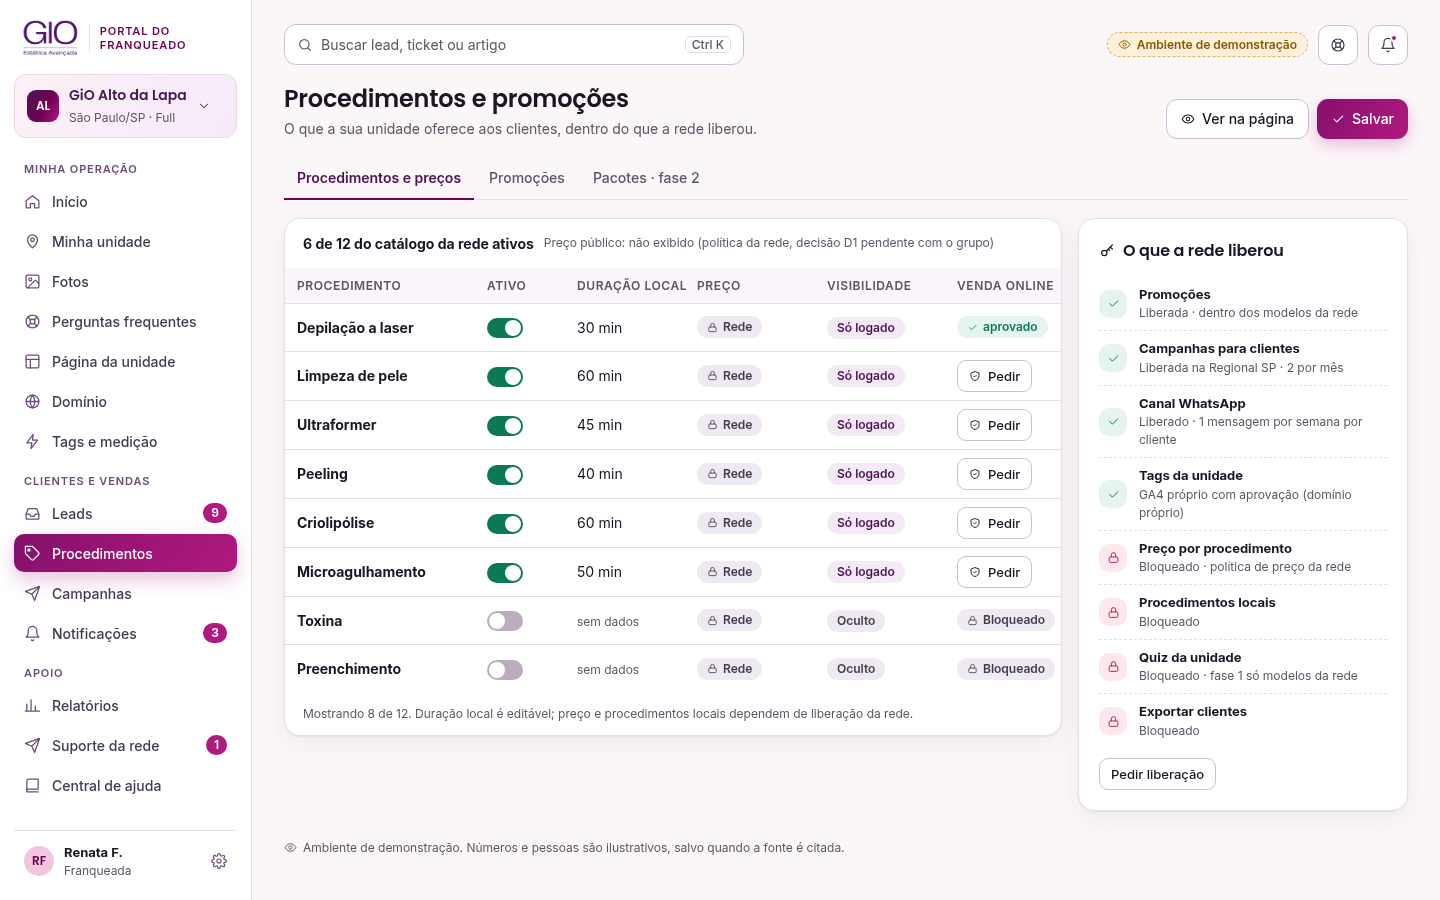 GIO
Estética Avançada
PORTAL DO
FRANQUEADO
AL
GiO Alto da Lapa
São Paulo/SP · Full
MINHA OPERAÇÃO
Início
Minha unidade
Fotos
Perguntas frequentes
Página da unidade
Domínio
Tags e medição
CLIENTES E VENDAS
Leads 9
Procedimentos
Campanhas
Notificações 3
APOIO
Relatórios
Suporte da rede 1
Central de ajuda
RF
Renata F.
Franqueada
Buscar lead, ticket ou artigo Ctrl K
Ambiente de demonstração
Procedimentos e promoções
O que a sua unidade oferece aos clientes, dentro do que a rede liberou.
Ver na página
Salvar
Procedimentos e preços Promoções Pacotes · fase 2
6 de 12 do catálogo da rede ativos Preço público: não exibido (política da rede, decisão D1 pendente com o grupo)
PROCEDIMENTO ATIVO DURAÇÃO LOCAL PREÇO VISIBILIDADE VENDA ONLINE
Depilação a laser 30 min Rede Só logado aprovado
Limpeza de pele 60 min Rede Só logado Pedir
Ultraformer 45 min Rede Só logado Pedir
Peeling 40 min Rede Só logado Pedir
Criolipólise 60 min Rede Só logado Pedir
Microagulhamento 50 min Rede Só logado Pedir
Toxina sem dados Rede Oculto Bloqueado
Preenchimento sem dados Rede Oculto Bloqueado
Mostrando 8 de 12. Duração local é editável; preço e procedimentos locais dependem de liberação da rede.
O que a rede liberou
Promoções
Liberada · dentro dos modelos da rede
Campanhas para clientes
Liberada na Regional SP · 2 por mês
Canal WhatsApp
Liberado · 1 mensagem por semana por
cliente
Tags da unidade
GA4 próprio com aprovação (domínio
próprio)
Preço por procedimento
Bloqueado · política de preço da rede
Procedimentos locais
Bloqueado
Quiz da unidade
Bloqueado · fase 1 só modelos da rede
Exportar clientes
Bloqueado
Pedir liberação
Ambiente de demonstração. Números e pessoas são ilustrativos, salvo quando a fonte é citada.